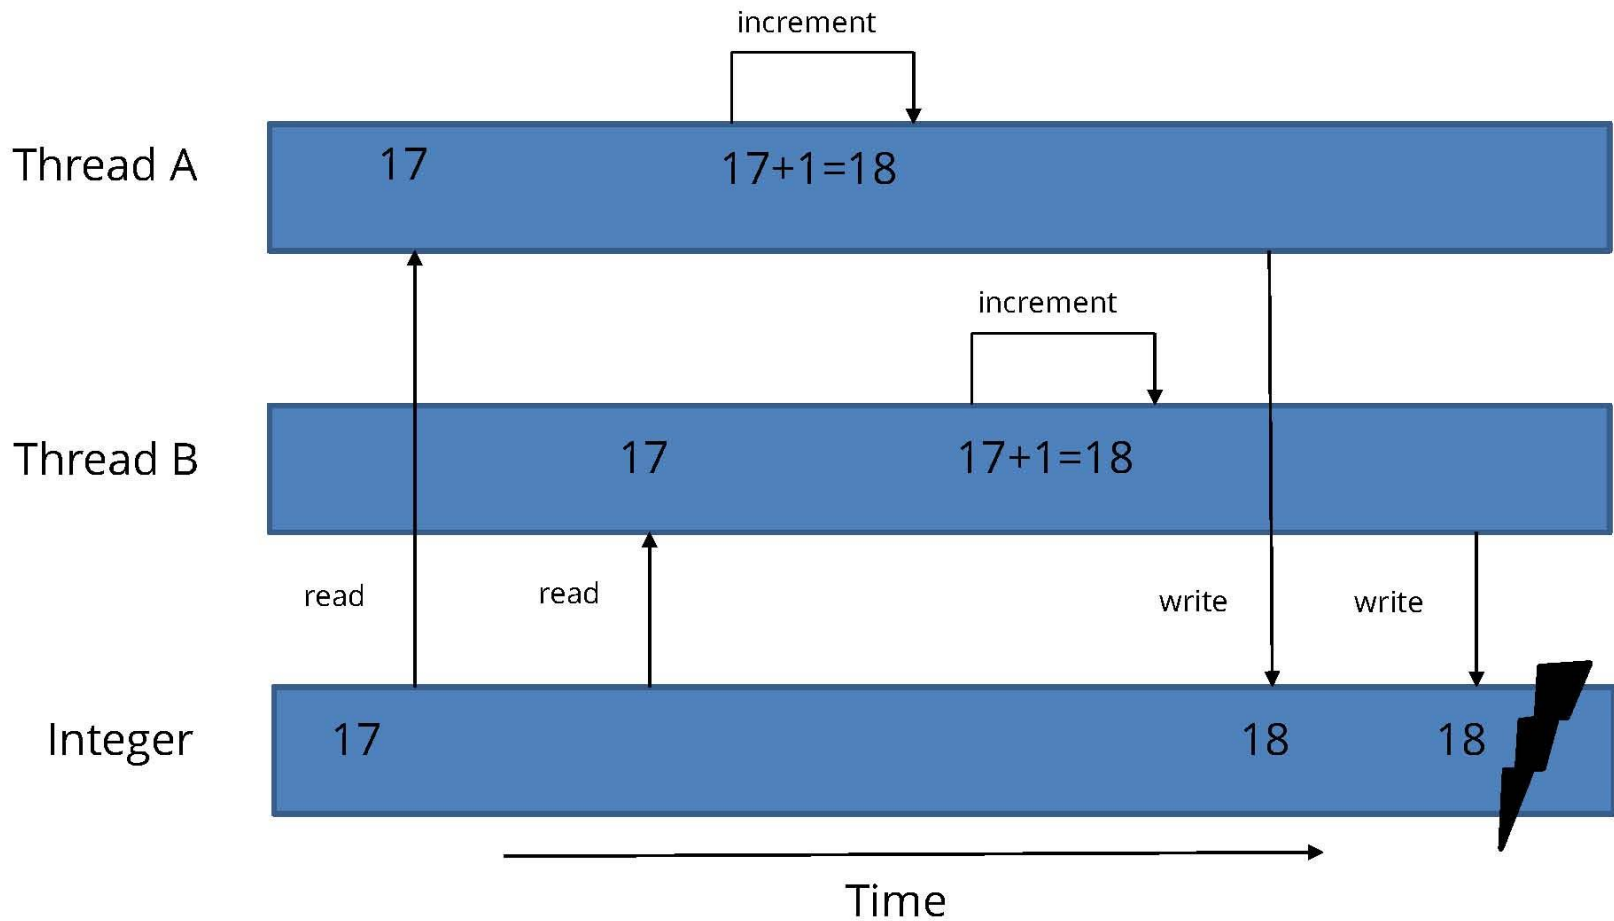 increment
Thread A
17
17+1=18
increment
Thread B
17
17+1=18
read
read
write
write
Integer
17
18
18
Time